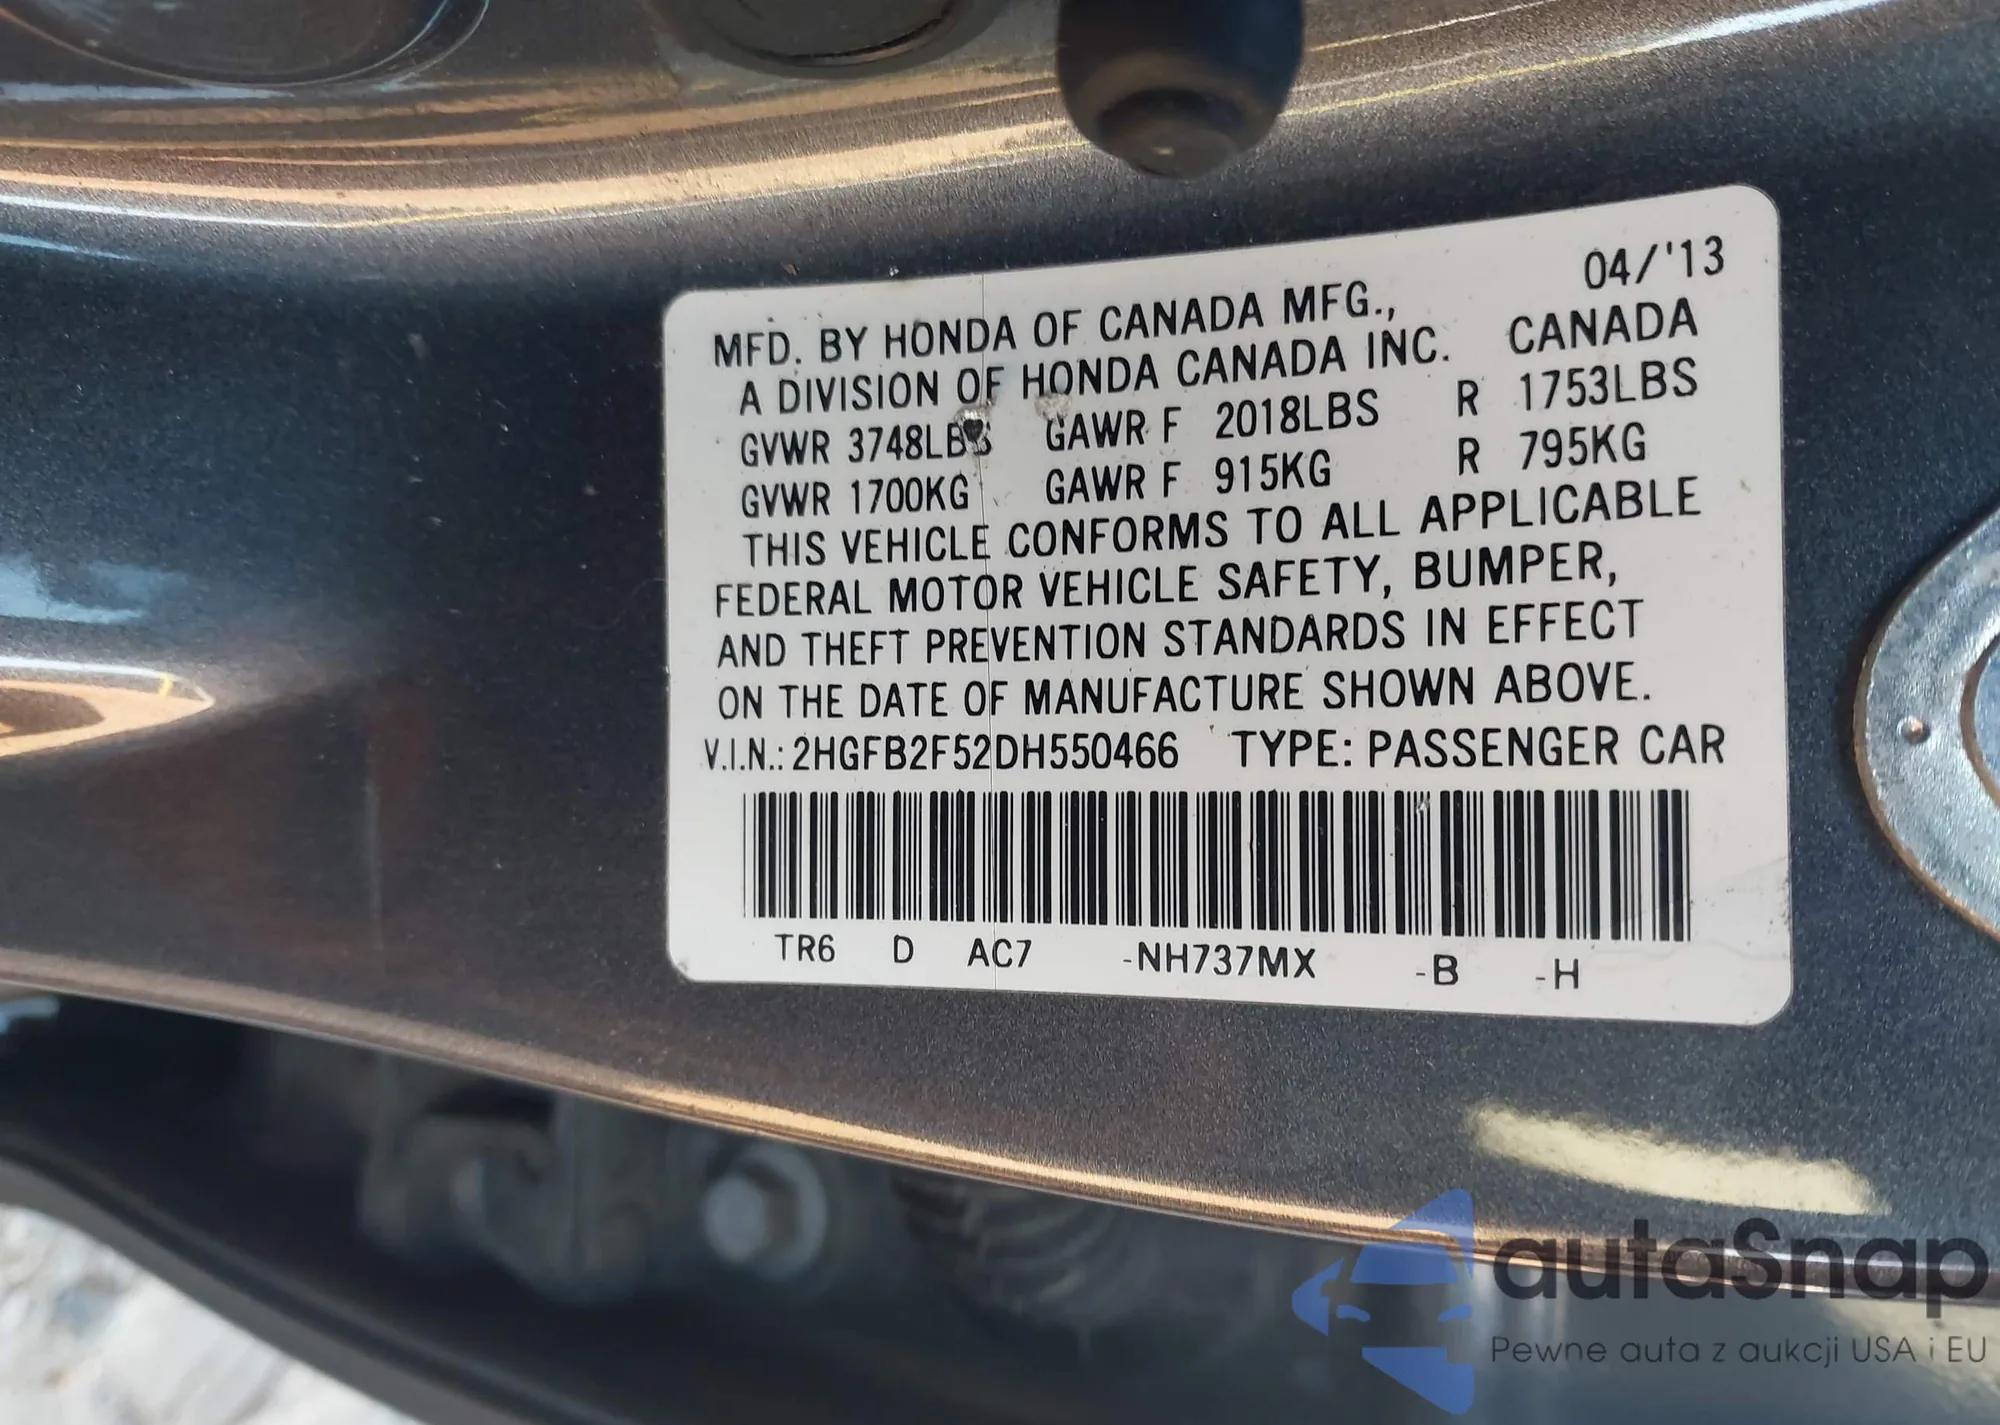 04/'13
MFD. BY HONDA OF CANADA MFG.,
A DIVISION OF HONDA CANADA INC. CANADA
GVWR 3748LBS GAWR F 2018LBS R 1753LBS
GVWR 1700KG GAWR F 915KG R 795KG
THIS VEHICLE CONFORMS TO ALL APPLICABLE
FEDERAL MOTOR VEHICLE SAFETY, BUMPER,
AND THEFT PREVENTION STANDARDS IN EFFECT
ON THE DATE OF MANUFACTURE SHOWN ABOVE.
V.I.N.: 2HGFB2F52DH550466 TYPE: PASSENGER CAR
TR6 D AC7 -NH737MX -B -H
autaSnap
Pewne auta z aukcji USA i EU